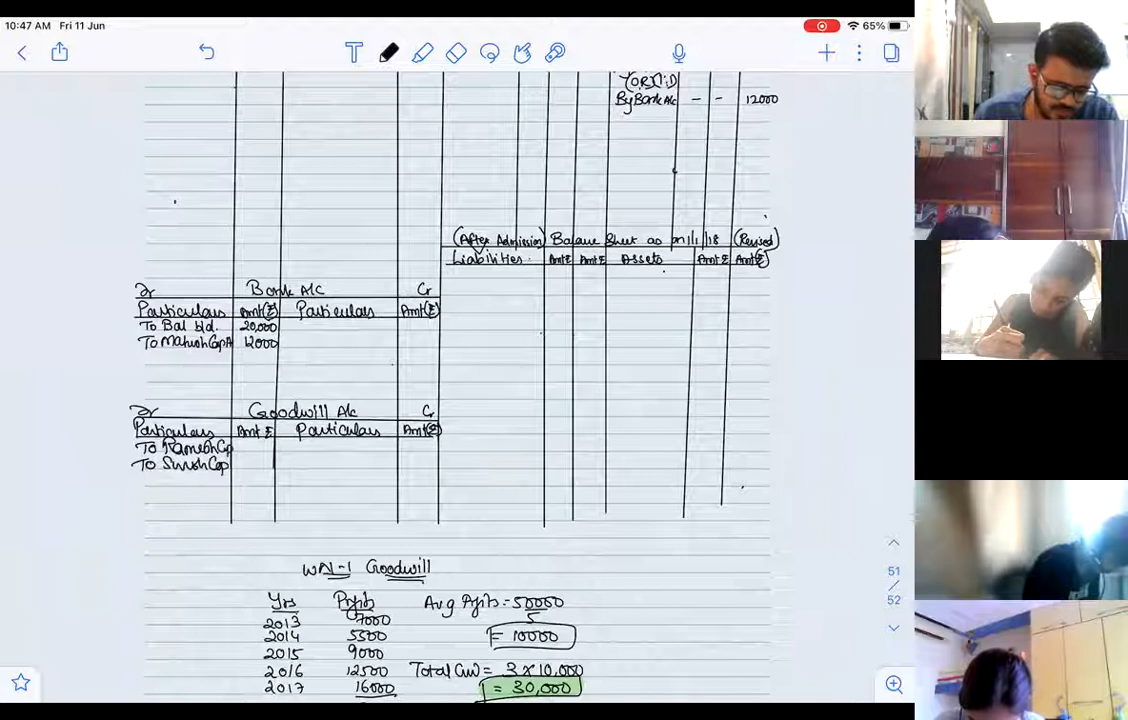 10:47 AM Fri 11 Jun
65%
By Bank A/c - - 12000
(After Admission) Balance Sheet as on 1/1/18 (Revised)
Liabilities Amt ₹ Amt ₹ Assets Amt ₹ Amt ₹
Dr Bank A/c Cr
Particulars Amt(₹) Particulars Amt(₹)
To Bal b/d. 20,000
To Mahesh Cap A 12000
Dr Goodwill A/c Cr
Particulars Amt ₹ Particulars Amt(₹)
To Ramesh Cap
To Suresh Cap
WN-1 Goodwill
Yrs Profits Avg Profits = 50000
2013 7000 5
2014 5500 = 10000
2015 9000
2016 12500 Total GW = 3 × 10,000
2017 16000 = 30,000
51
/
52